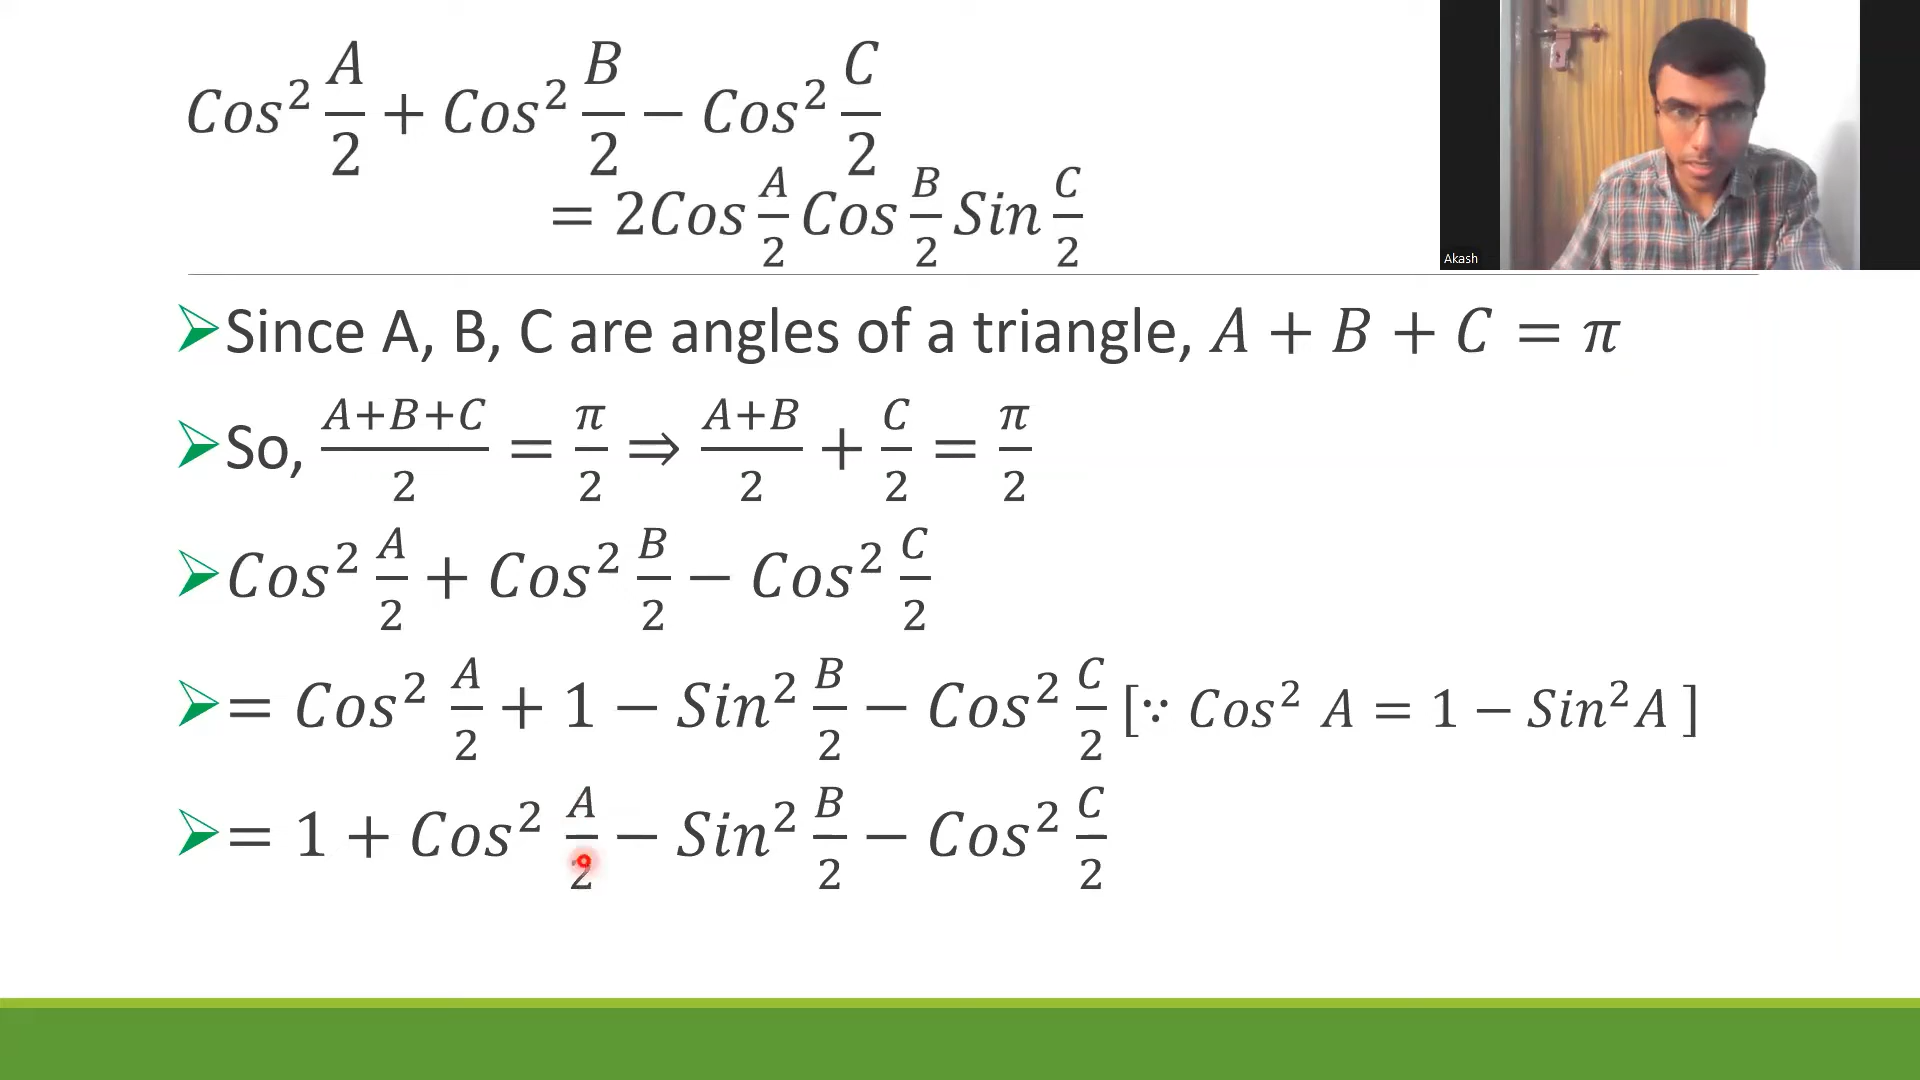 Cos² A/2 + Cos² B/2 − Cos² C/2
= 2Cos A/2 Cos B/2 Sin C/2
Akash
Since A, B, C are angles of a triangle, A + B + C = π
So, A+B+C/2 = π/2 ⇒ A+B/2 + C/2 = π/2
Cos² A/2 + Cos² B/2 − Cos² C/2
= Cos² A/2 + 1 − Sin² B/2 − Cos² C/2 [∵ Cos² A = 1 − Sin²A ]
= 1 + Cos² A/2 − Sin² B/2 − Cos² C/2